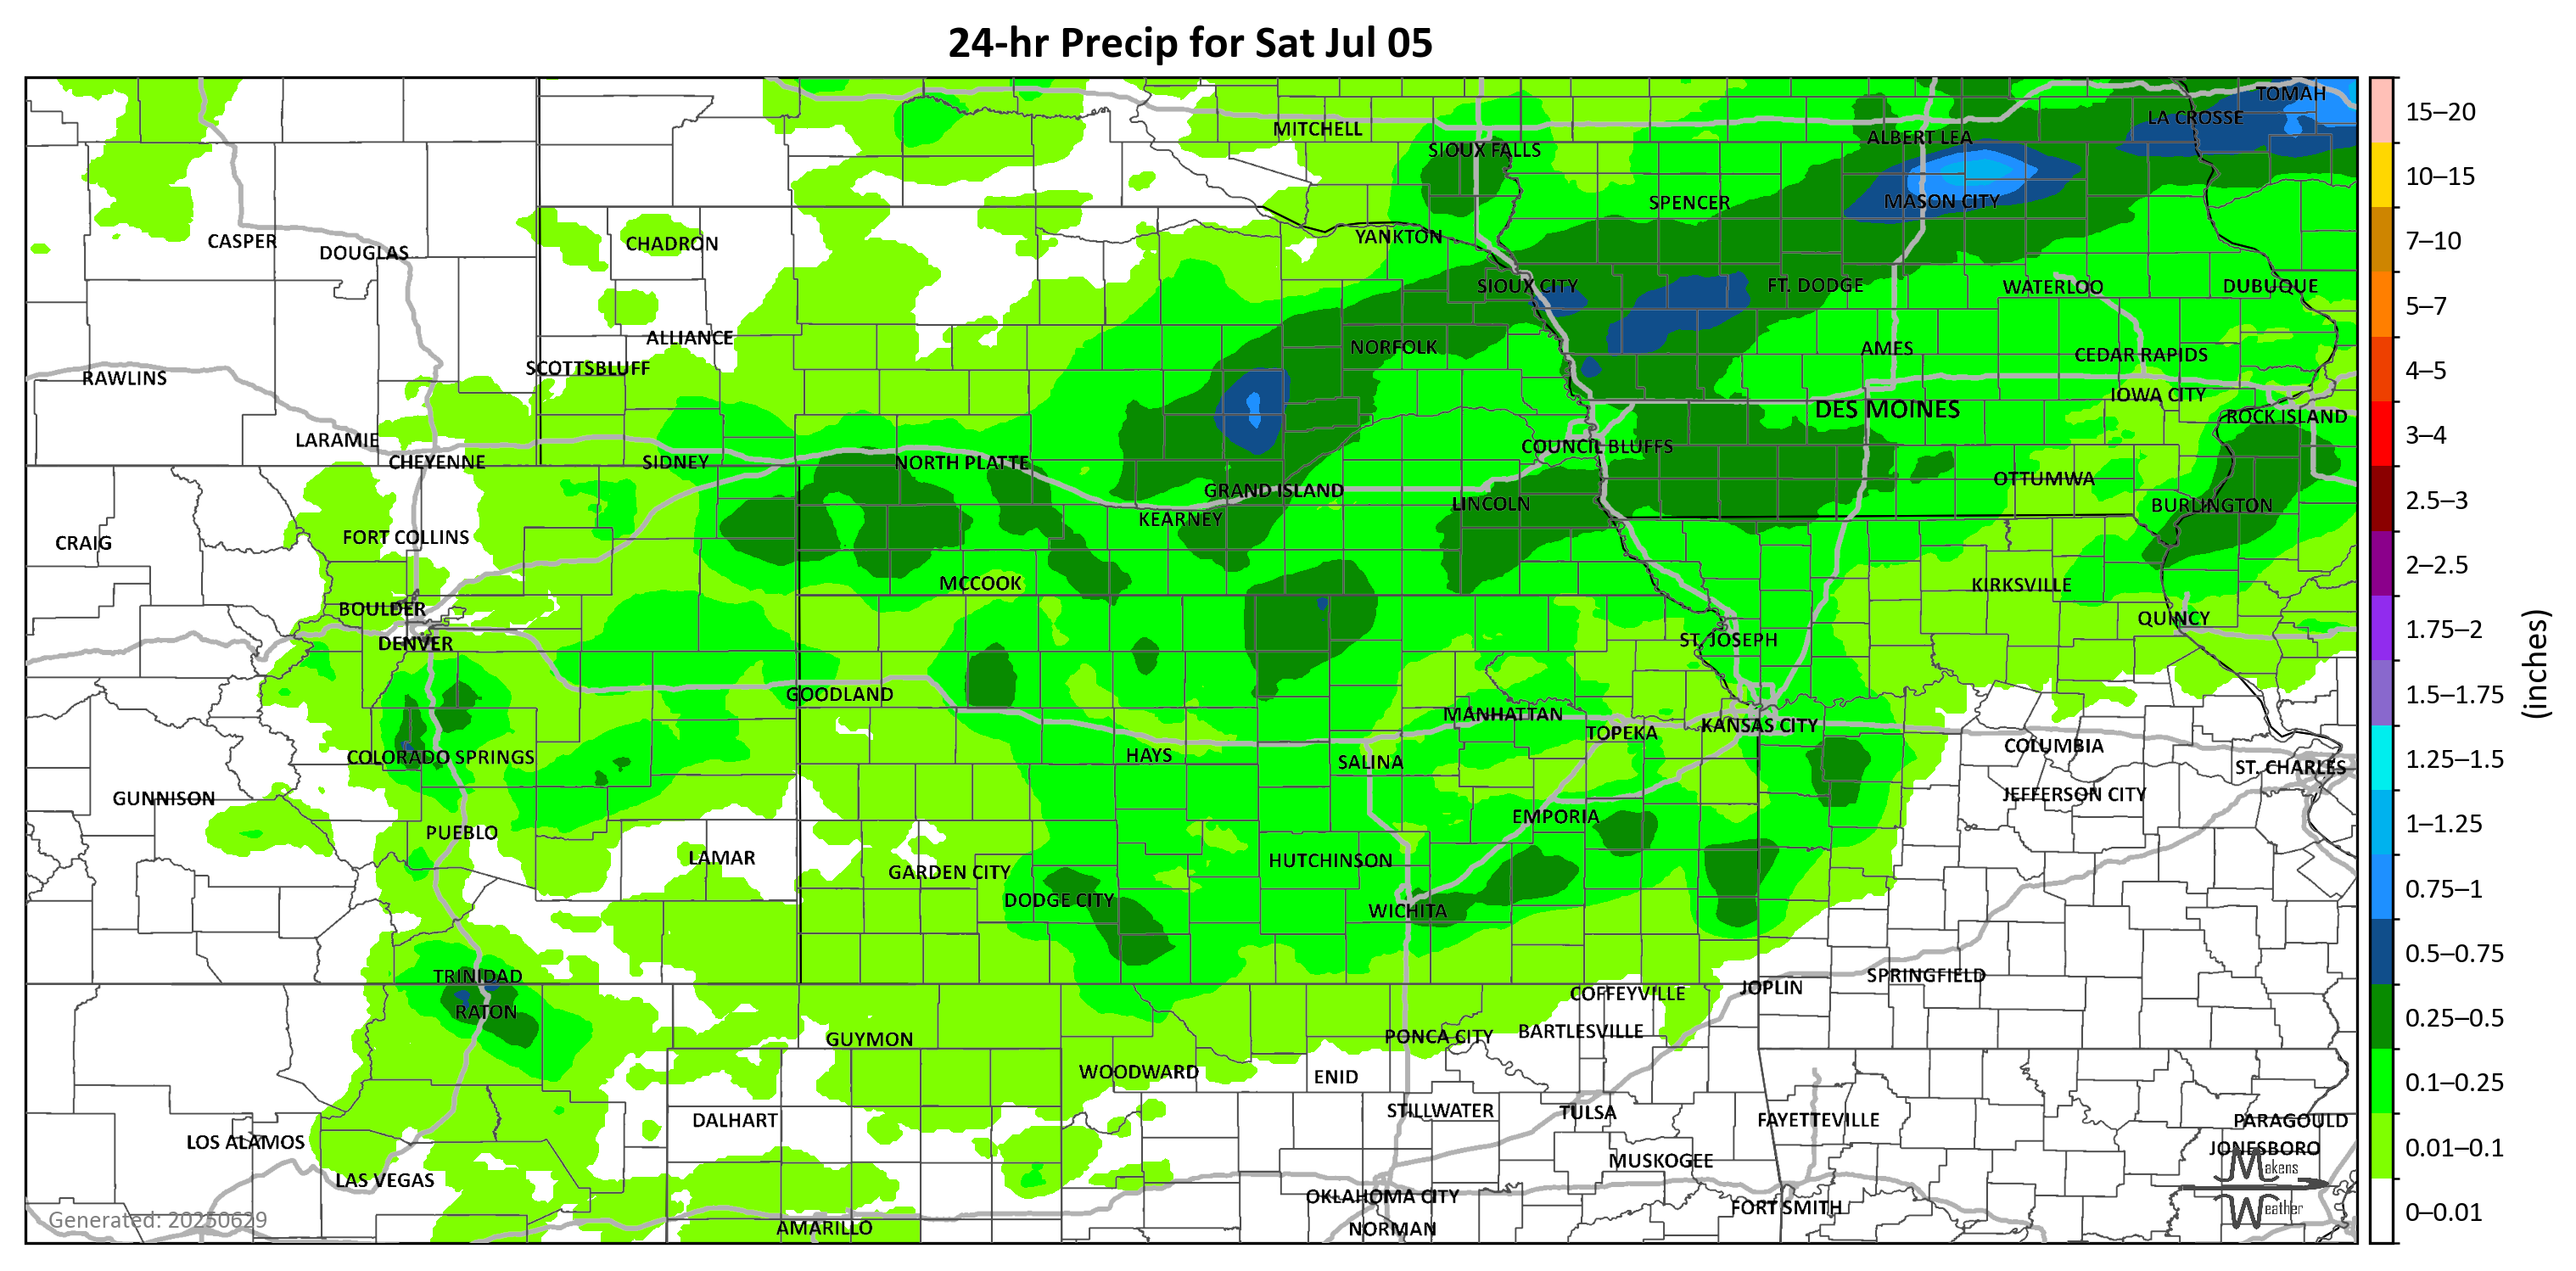 24-hr Precip for Sat Jul 05
TOMAH
LA CROSSE
MITCHELL
ALBERT LEA
SIOUX FALLS
SPENCER
MASON CITY
CASPER
DOUGLAS
CHADRON
YANKTON
SIOUX CITY
FT. DODGE
WATERLOO
DUBUQUE
ALLIANCE
NORFOLK
AMES
CEDAR RAPIDS
SCOTTSBLUFF
RAWLINS
IOWA CITY
DES MOINES
ROCK ISLAND
LARAMIE
COUNCIL BLUFFS
CHEYENNE
SIDNEY
NORTH PLATTE
OTTUMWA
GRAND ISLAND
LINCOLN
BURLINGTON
KEARNEY
FORT COLLINS
CRAIG
MCCOOK
KIRKSVILLE
BOULDER
QUINCY
DENVER
ST. JOSEPH
GOODLAND
MANHATTAN
TOPEKA
KANSAS CITY
COLUMBIA
COLORADO SPRINGS
HAYS
SALINA
ST. CHARLES
GUNNISON
JEFFERSON CITY
EMPORIA
PUEBLO
LAMAR
HUTCHINSON
GARDEN CITY
DODGE CITY
WICHITA
TRINIDAD
SPRINGFIELD
JOPLIN
COFFEYVILLE
RATON
GUYMON
PONCA CITY
BARTLESVILLE
WOODWARD
ENID
STILLWATER
TULSA
DALHART
FAYETTEVILLE
PARAGOULD
LOS ALAMOS
JONESBORO
MUSKOGEE
LAS VEGAS
OKLAHOMA CITY
FORT SMITH
AMARILLO
NORMAN
Generated: 20250629
Makens
Weather
15–20
10–15
7–10
5–7
4–5
3–4
2.5–3
2–2.5
1.75–2
1.5–1.75
1.25–1.5
1–1.25
0.75–1
0.5–0.75
0.25–0.5
0.1–0.25
0.01–0.1
0–0.01
(inches)